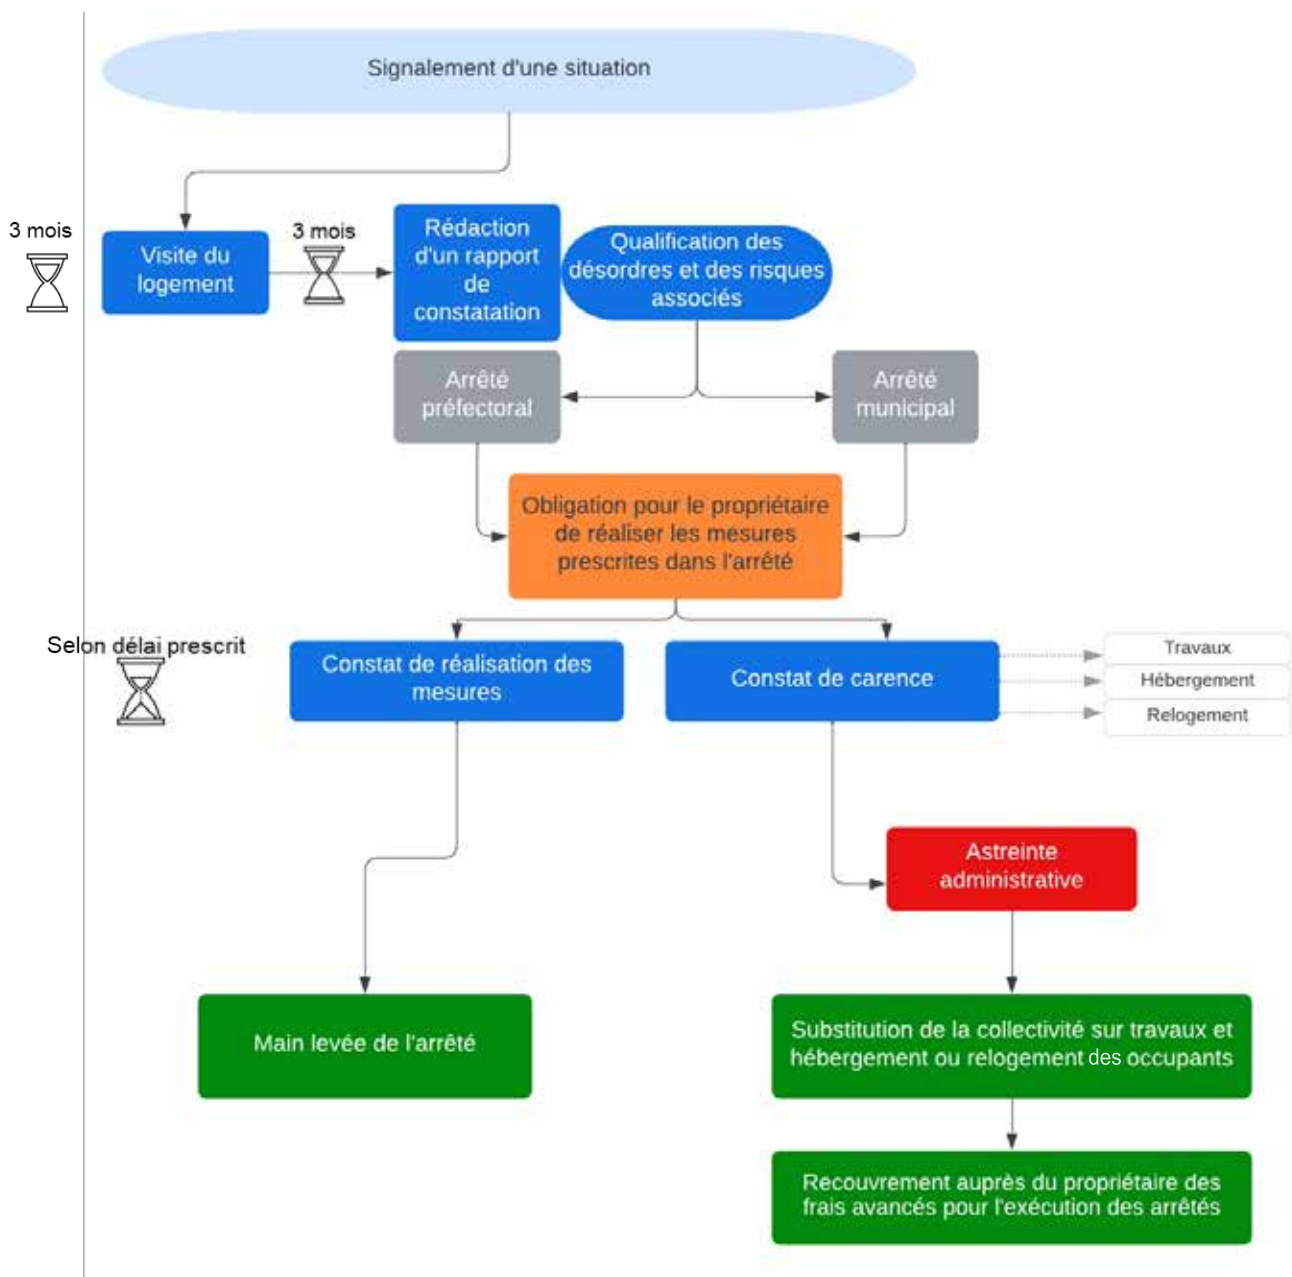 Signalement d'une situation
3 mois
Visite du
logement
3 mois
Rédaction
d'un rapport
de
constatation
Qualification des
désordres et des risques
associés
Arrêté
préfectoral
Arrêté
municipal
Obligation pour le propriétaire
de réaliser les mesures
prescrites dans l'arrêté
Selon délai prescrit
Constat de réalisation des
mesures
Constat de carence
Travaux
Hébergement
Relogement
Astreinte
administrative
Main levée de l'arrêté
Substitution de la collectivité sur travaux et
hébergement ou relogement des occupants
Recouvrement auprès du propriétaire des
frais avancés pour l'exécution des arrêtés